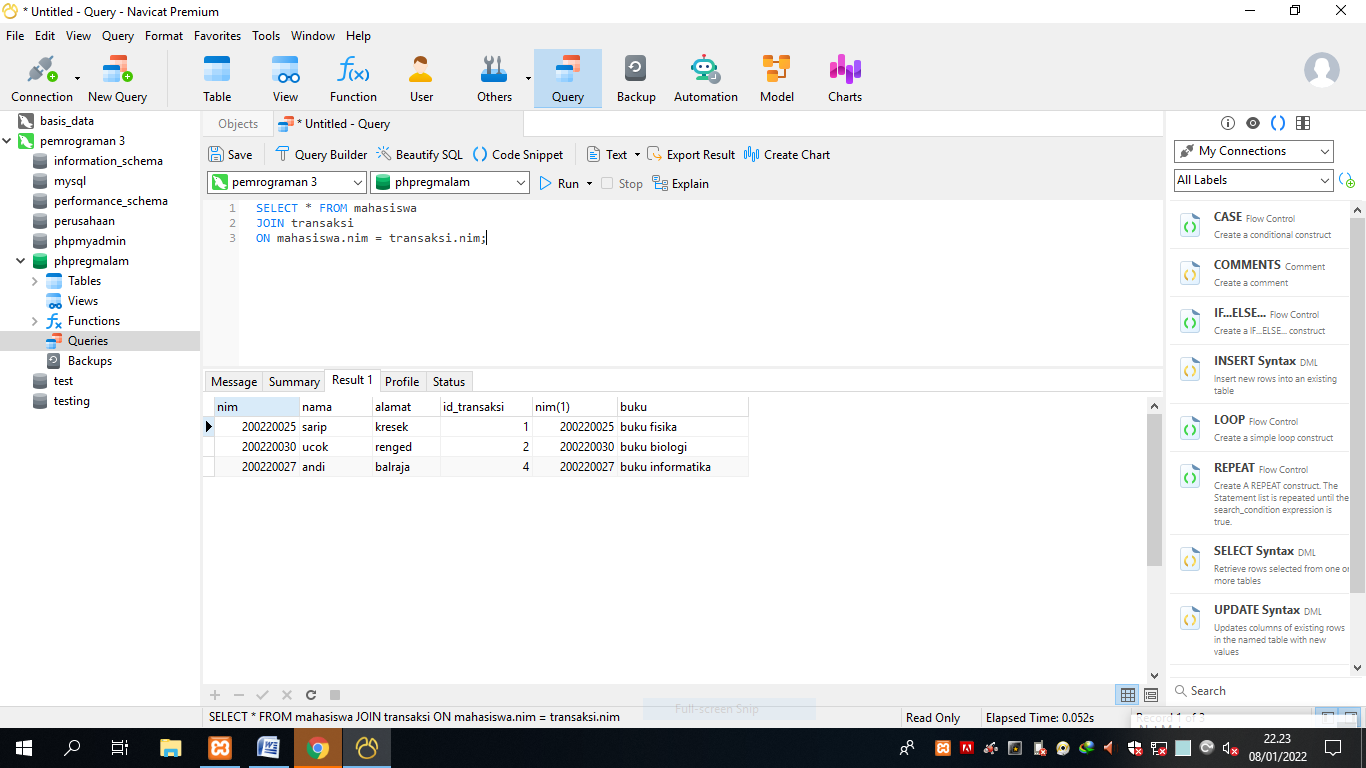 * Untitled - Query - Navicat Premium
File Edit View Query Format Favorites Tools Window Help
Connection New Query Table View Function User Others Query Backup Automation Model Charts
basis_data
pemrograman 3
information_schema
mysql
performance_schema
perusahaan
phpmyadmin
phpregmalam
Tables
Views
Functions
Queries
Backups
test
testing
Objects * Untitled - Query
Save Query Builder Beautify SQL Code Snippet Text Export Result Create Chart
pemrograman 3 phpregmalam Run Stop Explain
1 SELECT * FROM mahasiswa
2 JOIN transaksi
3 ON mahasiswa.nim = transaksi.nim;
Message Summary Result 1 Profile Status
nim nama alamat id_transaksi nim(1) buku
200220025 sarip kresek 1 200220025 buku fisika
200220030 ucok renged 2 200220030 buku biologi
200220027 andi balraja 4 200220027 buku informatika
My Connections
All Labels
CASE Flow Control
Create a conditional construct
COMMENTS Comment
Create a comment
IF...ELSE... Flow Control
Create a IF...ELSE... construct
INSERT Syntax DML
Insert new rows into an existing
table
LOOP Flow Control
Create a simple loop construct
REPEAT Flow Control
Create A REPEAT construct. The
Statement list is repeated until the
search_condition expression is
true.
SELECT Syntax DML
Retrieve rows selected from one or
more tables
UPDATE Syntax DML
Updates columns of existing rows
in the named table with new
values
Search
Full-screen Snip
SELECT * FROM mahasiswa JOIN transaksi ON mahasiswa.nim = transaksi.nim Read Only Elapsed Time: 0.052s Record 1 of 3
22.23
08/01/2022